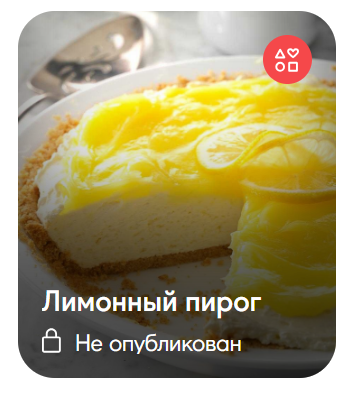 Лимонный пирог
Не опубликован